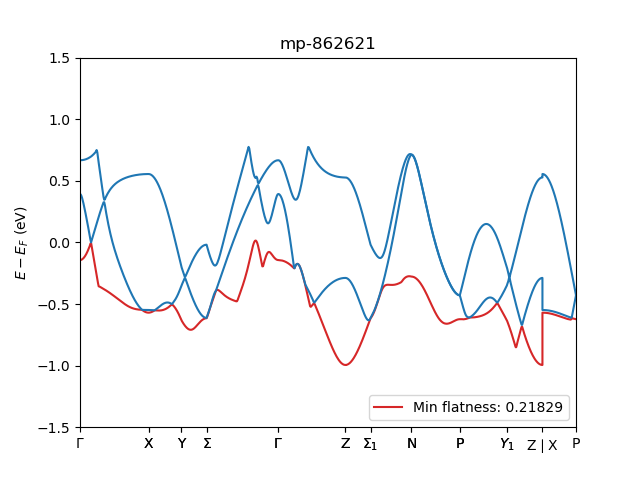 mp-862621
1.5
1.0
0.5
0.0
−0.5
−1.0
−1.5
E − E_F (eV)
Min flatness: 0.21829
Γ X Y Σ Γ Z Σ₁ N P Y₁ Z | X P